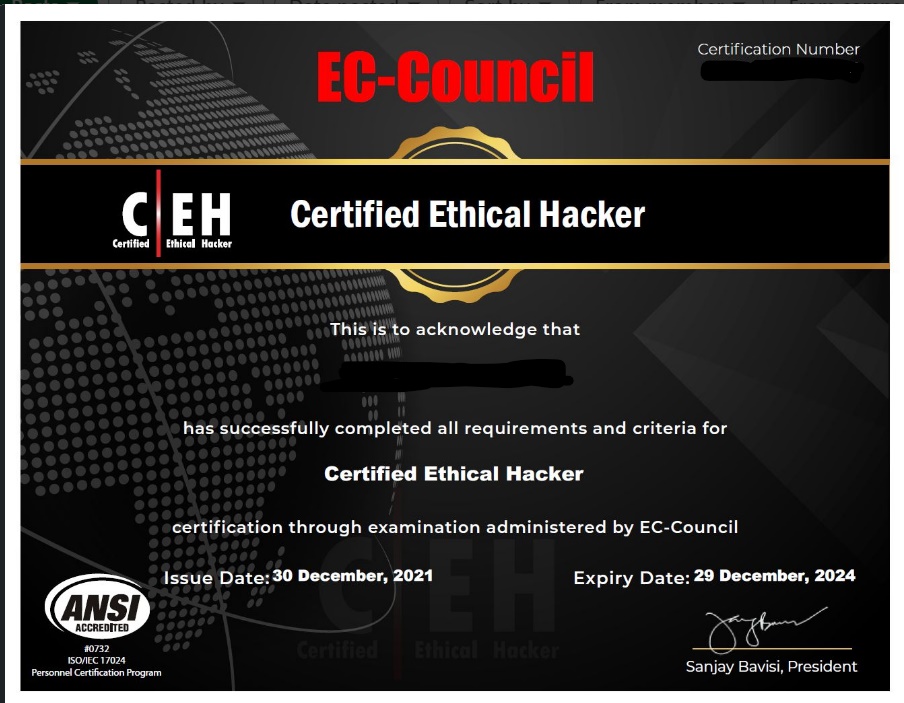 EC-Council
Certification Number
C|EH
Certified Ethical Hacker
Certified Ethical Hacker
This is to acknowledge that
has successfully completed all requirements and criteria for
Certified Ethical Hacker
certification through examination administered by EC-Council
Issue Date: 30 December, 2021
Expiry Date: 29 December, 2024
ANSI
ACCREDITED
#0732
ISO/IEC 17024
Personnel Certification Program
CEH
Certified Ethical Hacker
Sanjay Bavisi, President